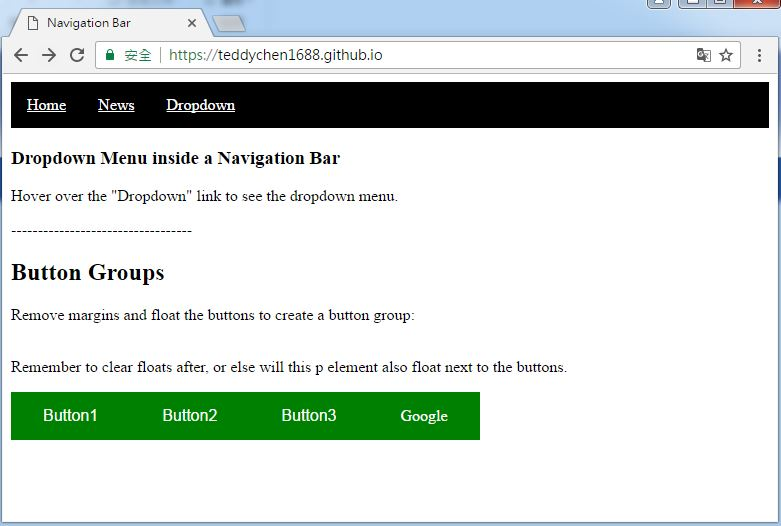 Navigation Bar
安全 https://teddychen1688.github.io
Home News Dropdown
Dropdown Menu inside a Navigation Bar
Hover over the "Dropdown" link to see the dropdown menu.
----------------------------------
Button Groups
Remove margins and float the buttons to create a button group:
Remember to clear floats after, or else will this p element also float next to the buttons.
Button1 Button2 Button3 Google